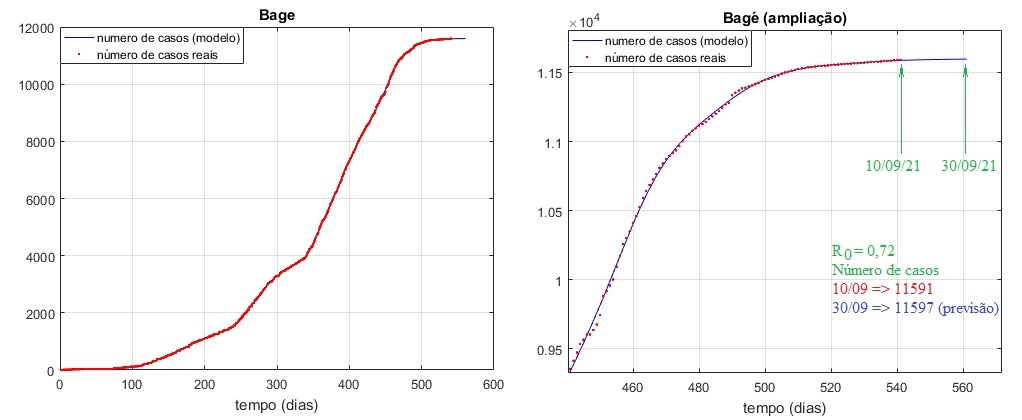 Bage
numero de casos (modelo)
número de casos reais
12000
10000
8000
6000
4000
2000
0
0 100 200 300 400 500 600
tempo (dias)
Bagé (ampliação)
×10⁴
numero de casos (modelo)
número de casos reais
1.15
1.1
1.05
1
0.95
10/09/21 30/09/21
R0 = 0,72
Número de casos
10/09 => 11591
30/09 => 11597 (previsão)
460 480 500 520 540 560
tempo (dias)